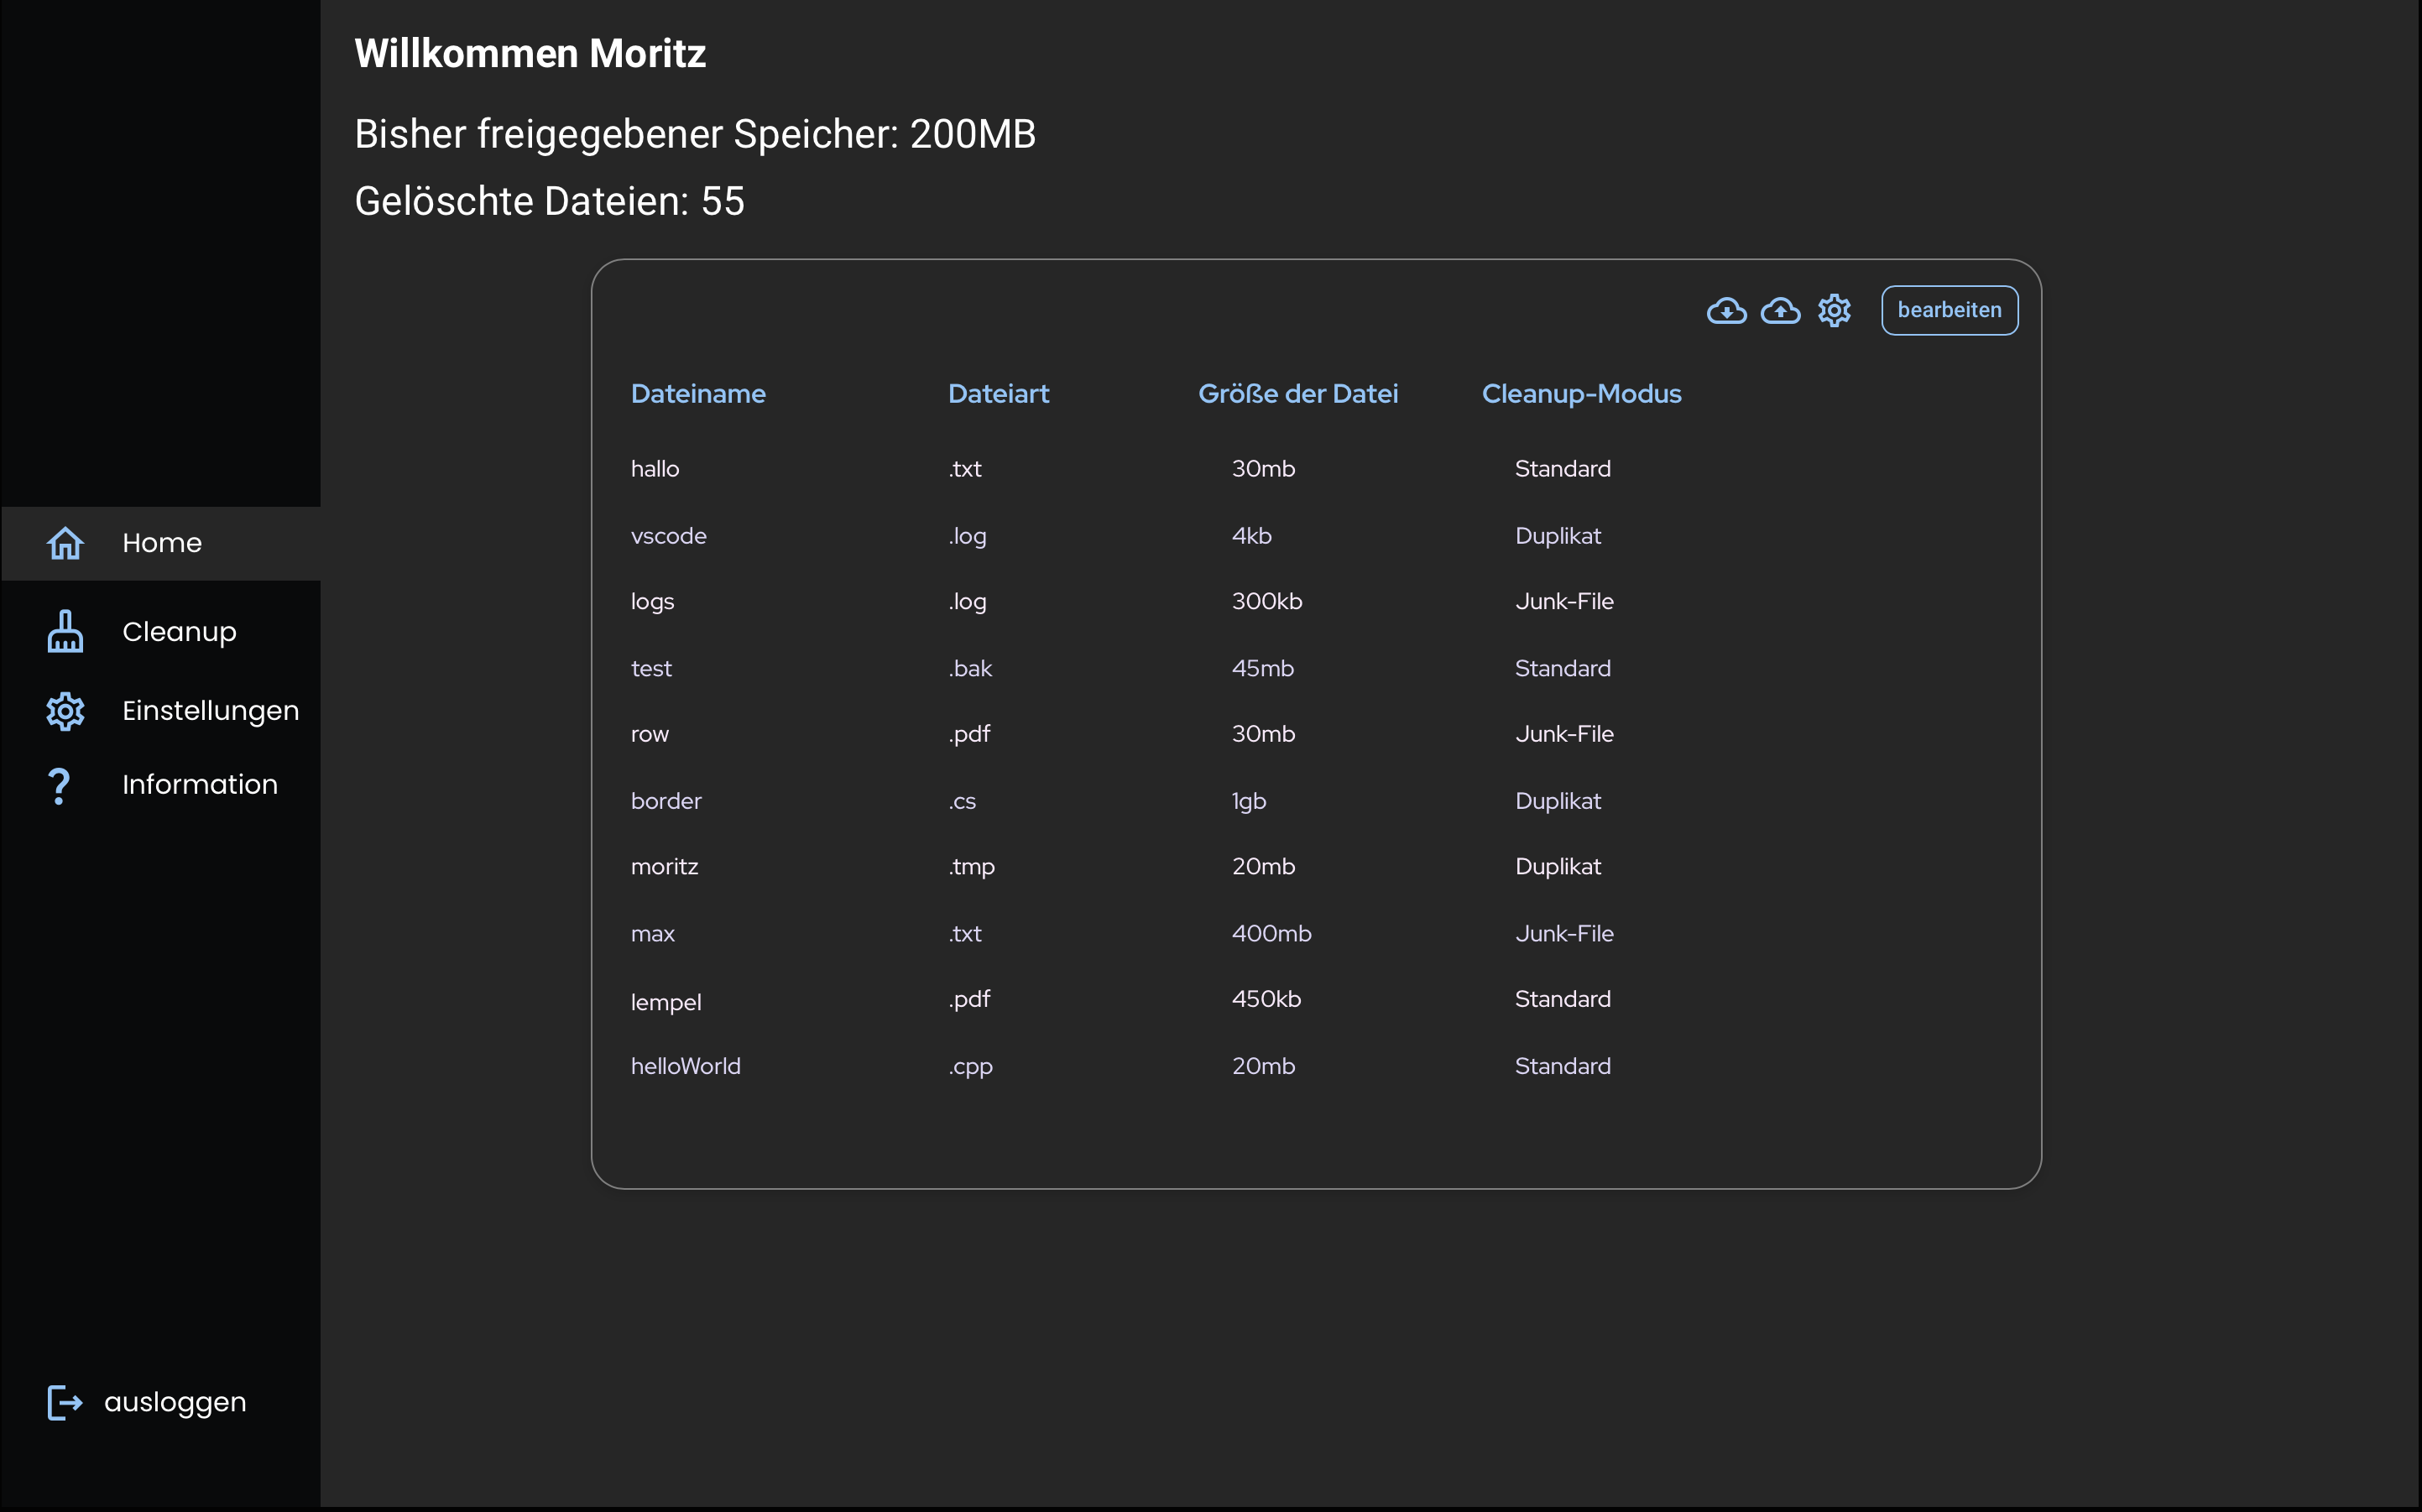 Willkommen Moritz
Bisher freigegebener Speicher: 200MB
Gelöschte Dateien: 55
bearbeiten
Dateiname Dateiart Größe der Datei Cleanup-Modus
hallo .txt 30mb Standard
vscode .log 4kb Duplikat
logs .log 300kb Junk-File
test .bak 45mb Standard
row .pdf 30mb Junk-File
border .cs 1gb Duplikat
moritz .tmp 20mb Duplikat
max .txt 400mb Junk-File
lempel .pdf 450kb Standard
helloWorld .cpp 20mb Standard
Home
Cleanup
Einstellungen
Information
ausloggen